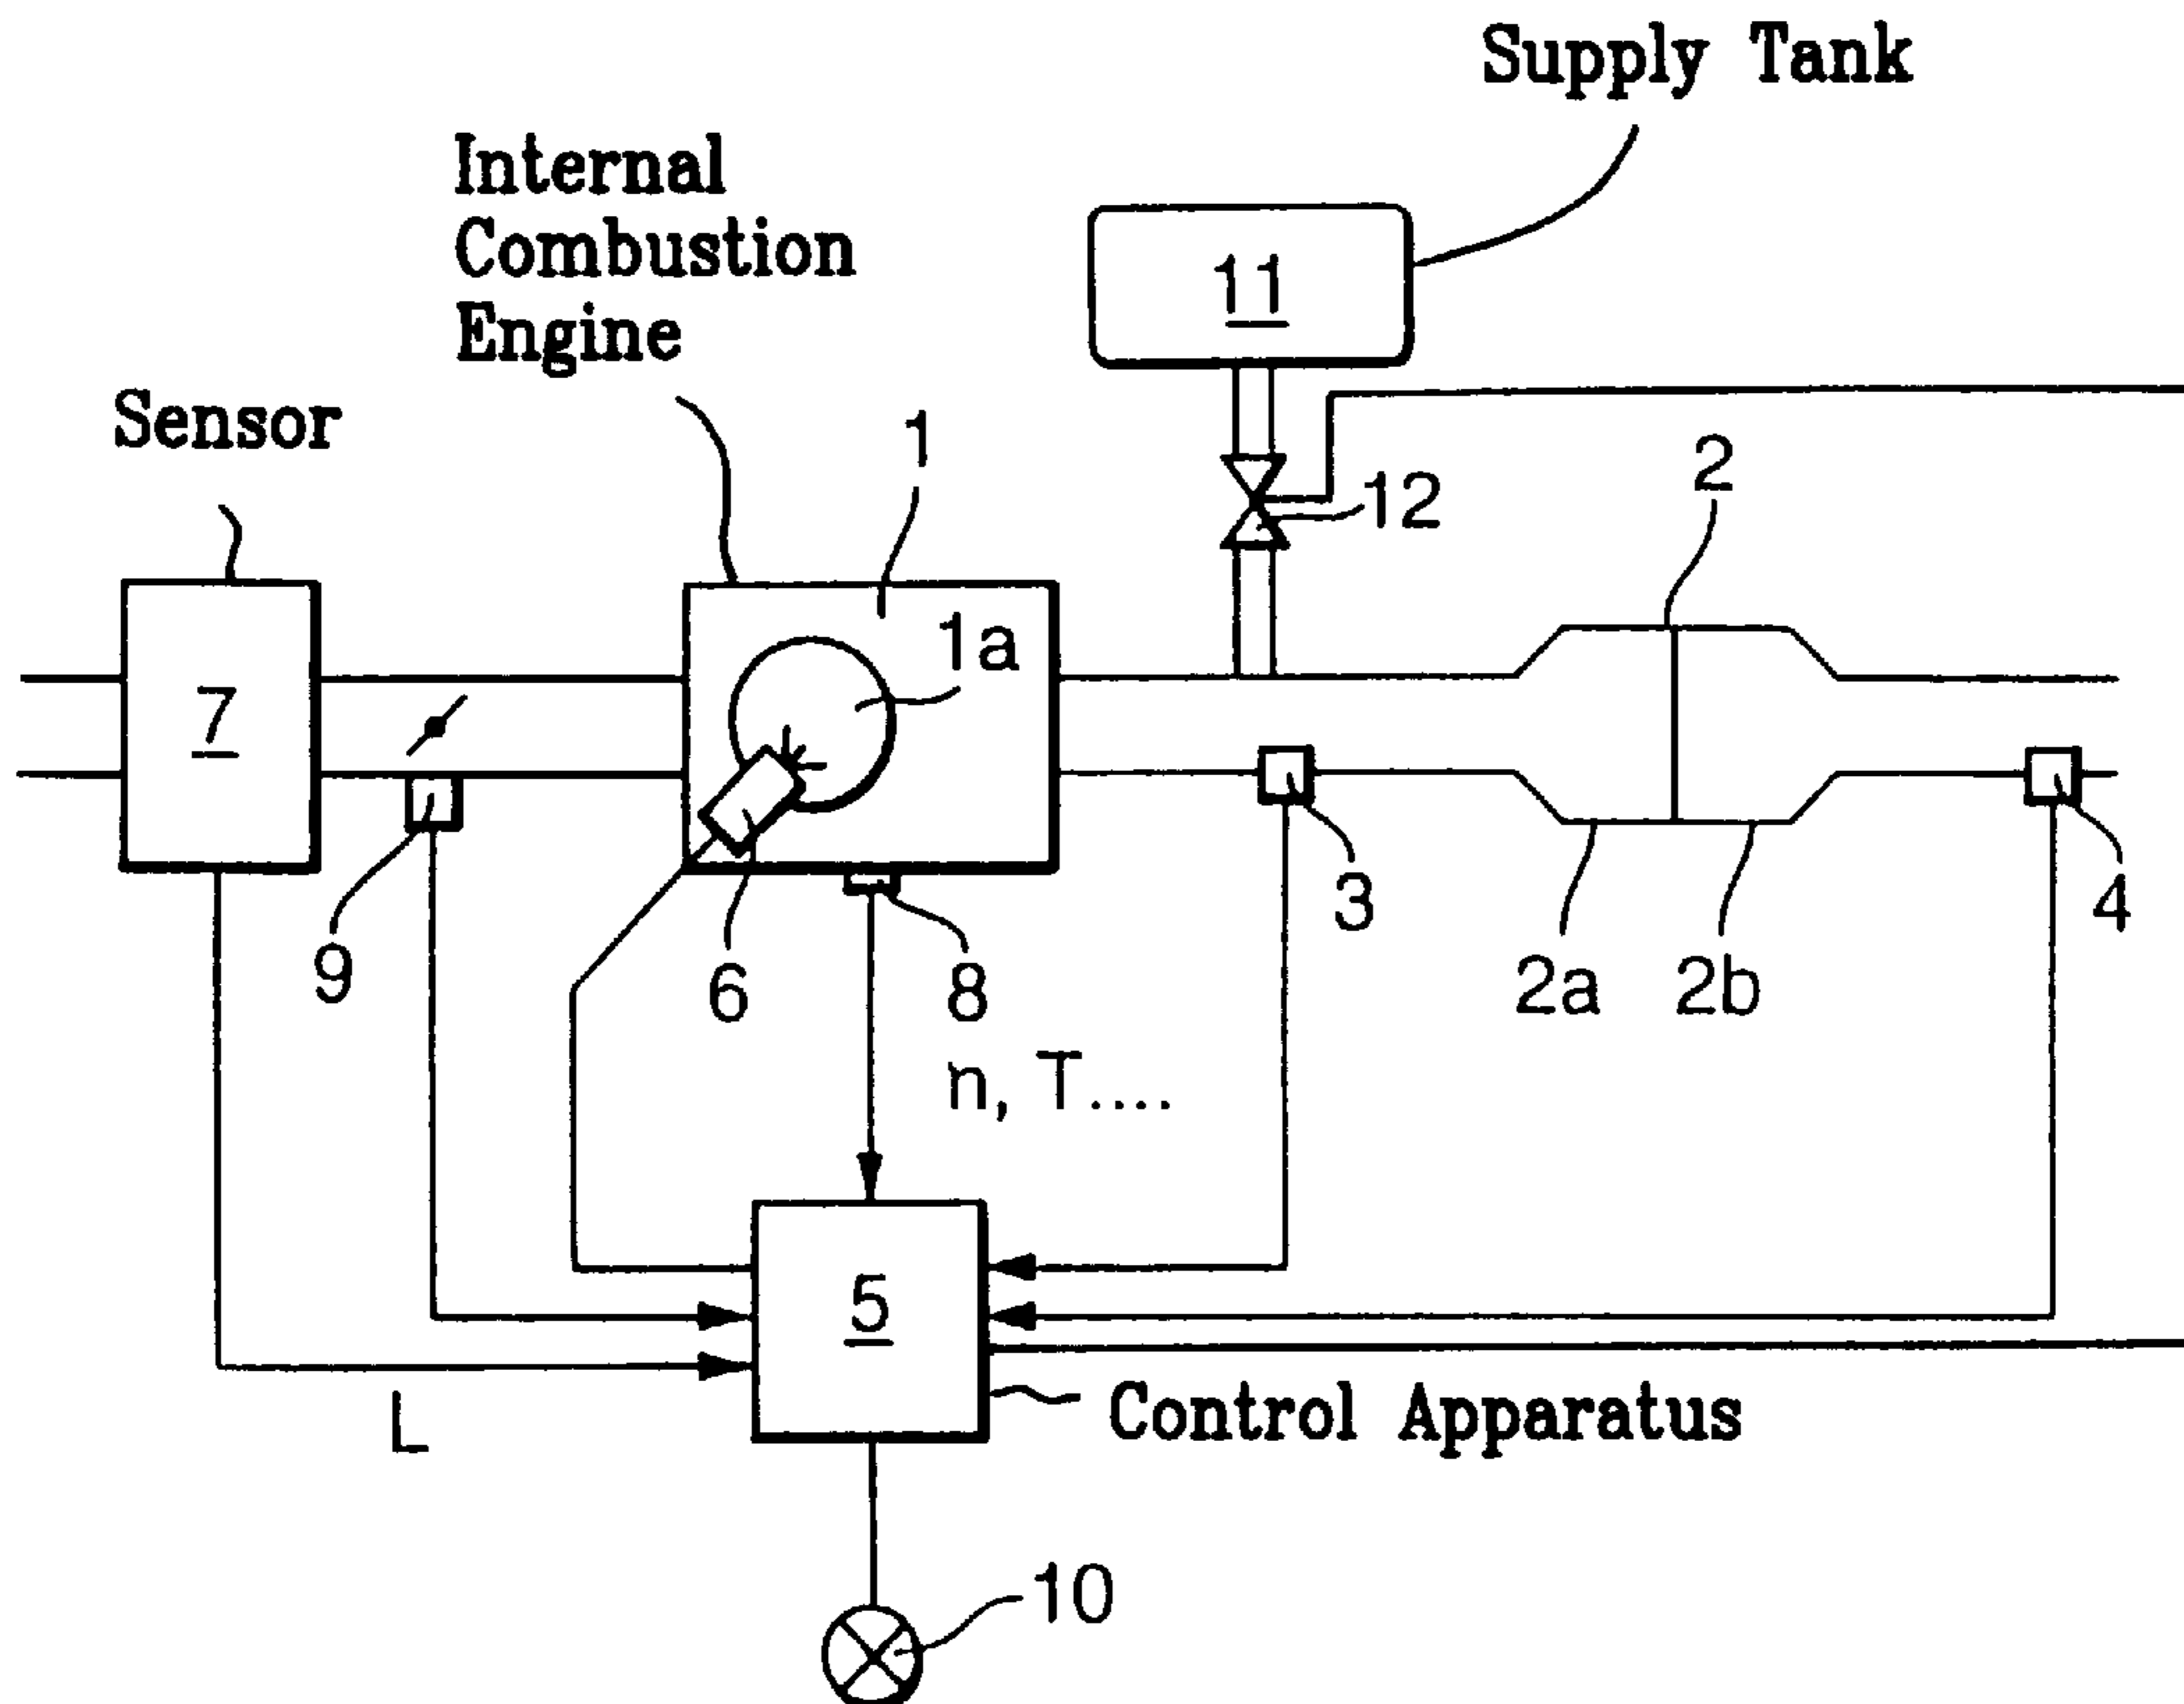 Supply Tank
Internal
Combustion
Engine
11
Sensor
1
2
12
1a
7
3
4
9
6
8
2a
2b
n, T....
5
L
Control Apparatus
10